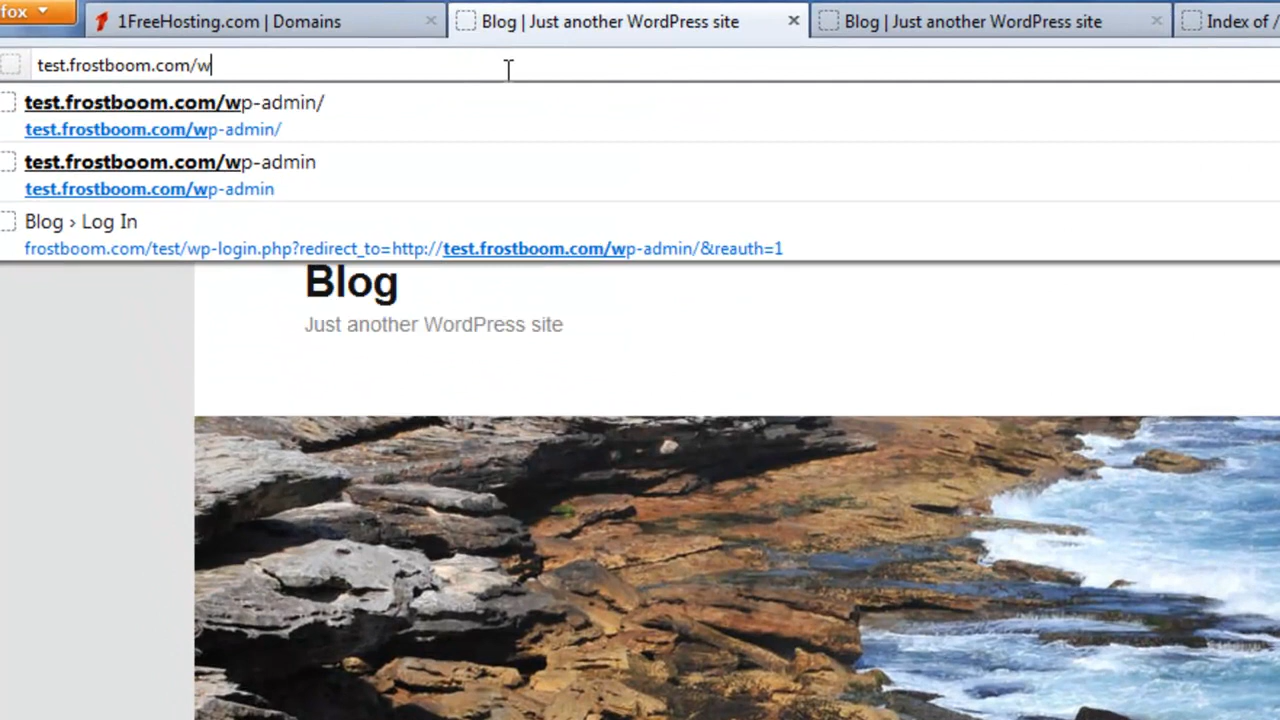 fox
1FreeHosting.com | Domains
Blog | Just another WordPress site
Blog | Just another WordPress site
Index of /
test.frostboom.com/w
test.frostboom.com/wp-admin/
test.frostboom.com/wp-admin/
test.frostboom.com/wp-admin
test.frostboom.com/wp-admin
Blog › Log In
frostboom.com/test/wp-login.php?redirect_to=http://test.frostboom.com/wp-admin/&reauth=1
Blog
Just another WordPress site